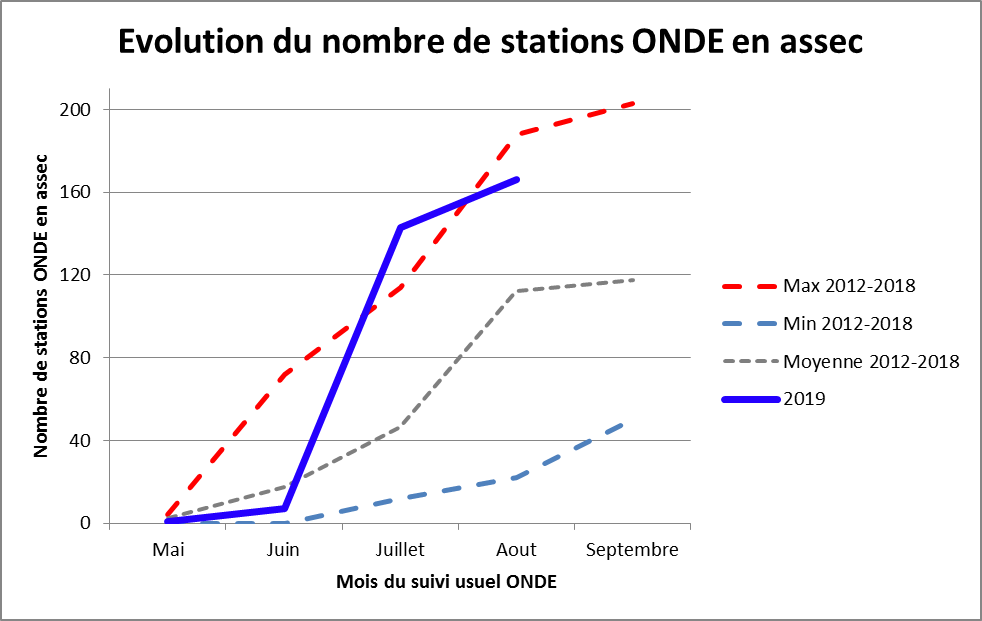 Evolution du nombre de stations ONDE en assec
Nombre de stations ONDE en assec
200
160
120
80
40
0
Mai
Juin
Juillet
Aout
Septembre
Mois du suivi usuel ONDE
Max 2012-2018
Min 2012-2018
Moyenne 2012-2018
2019